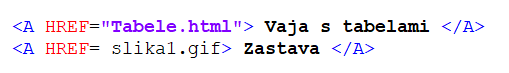 <A HREF="Tabele.html"> Vaja s tabelami </A>
<A HREF= slika1.gif> Zastava </A>